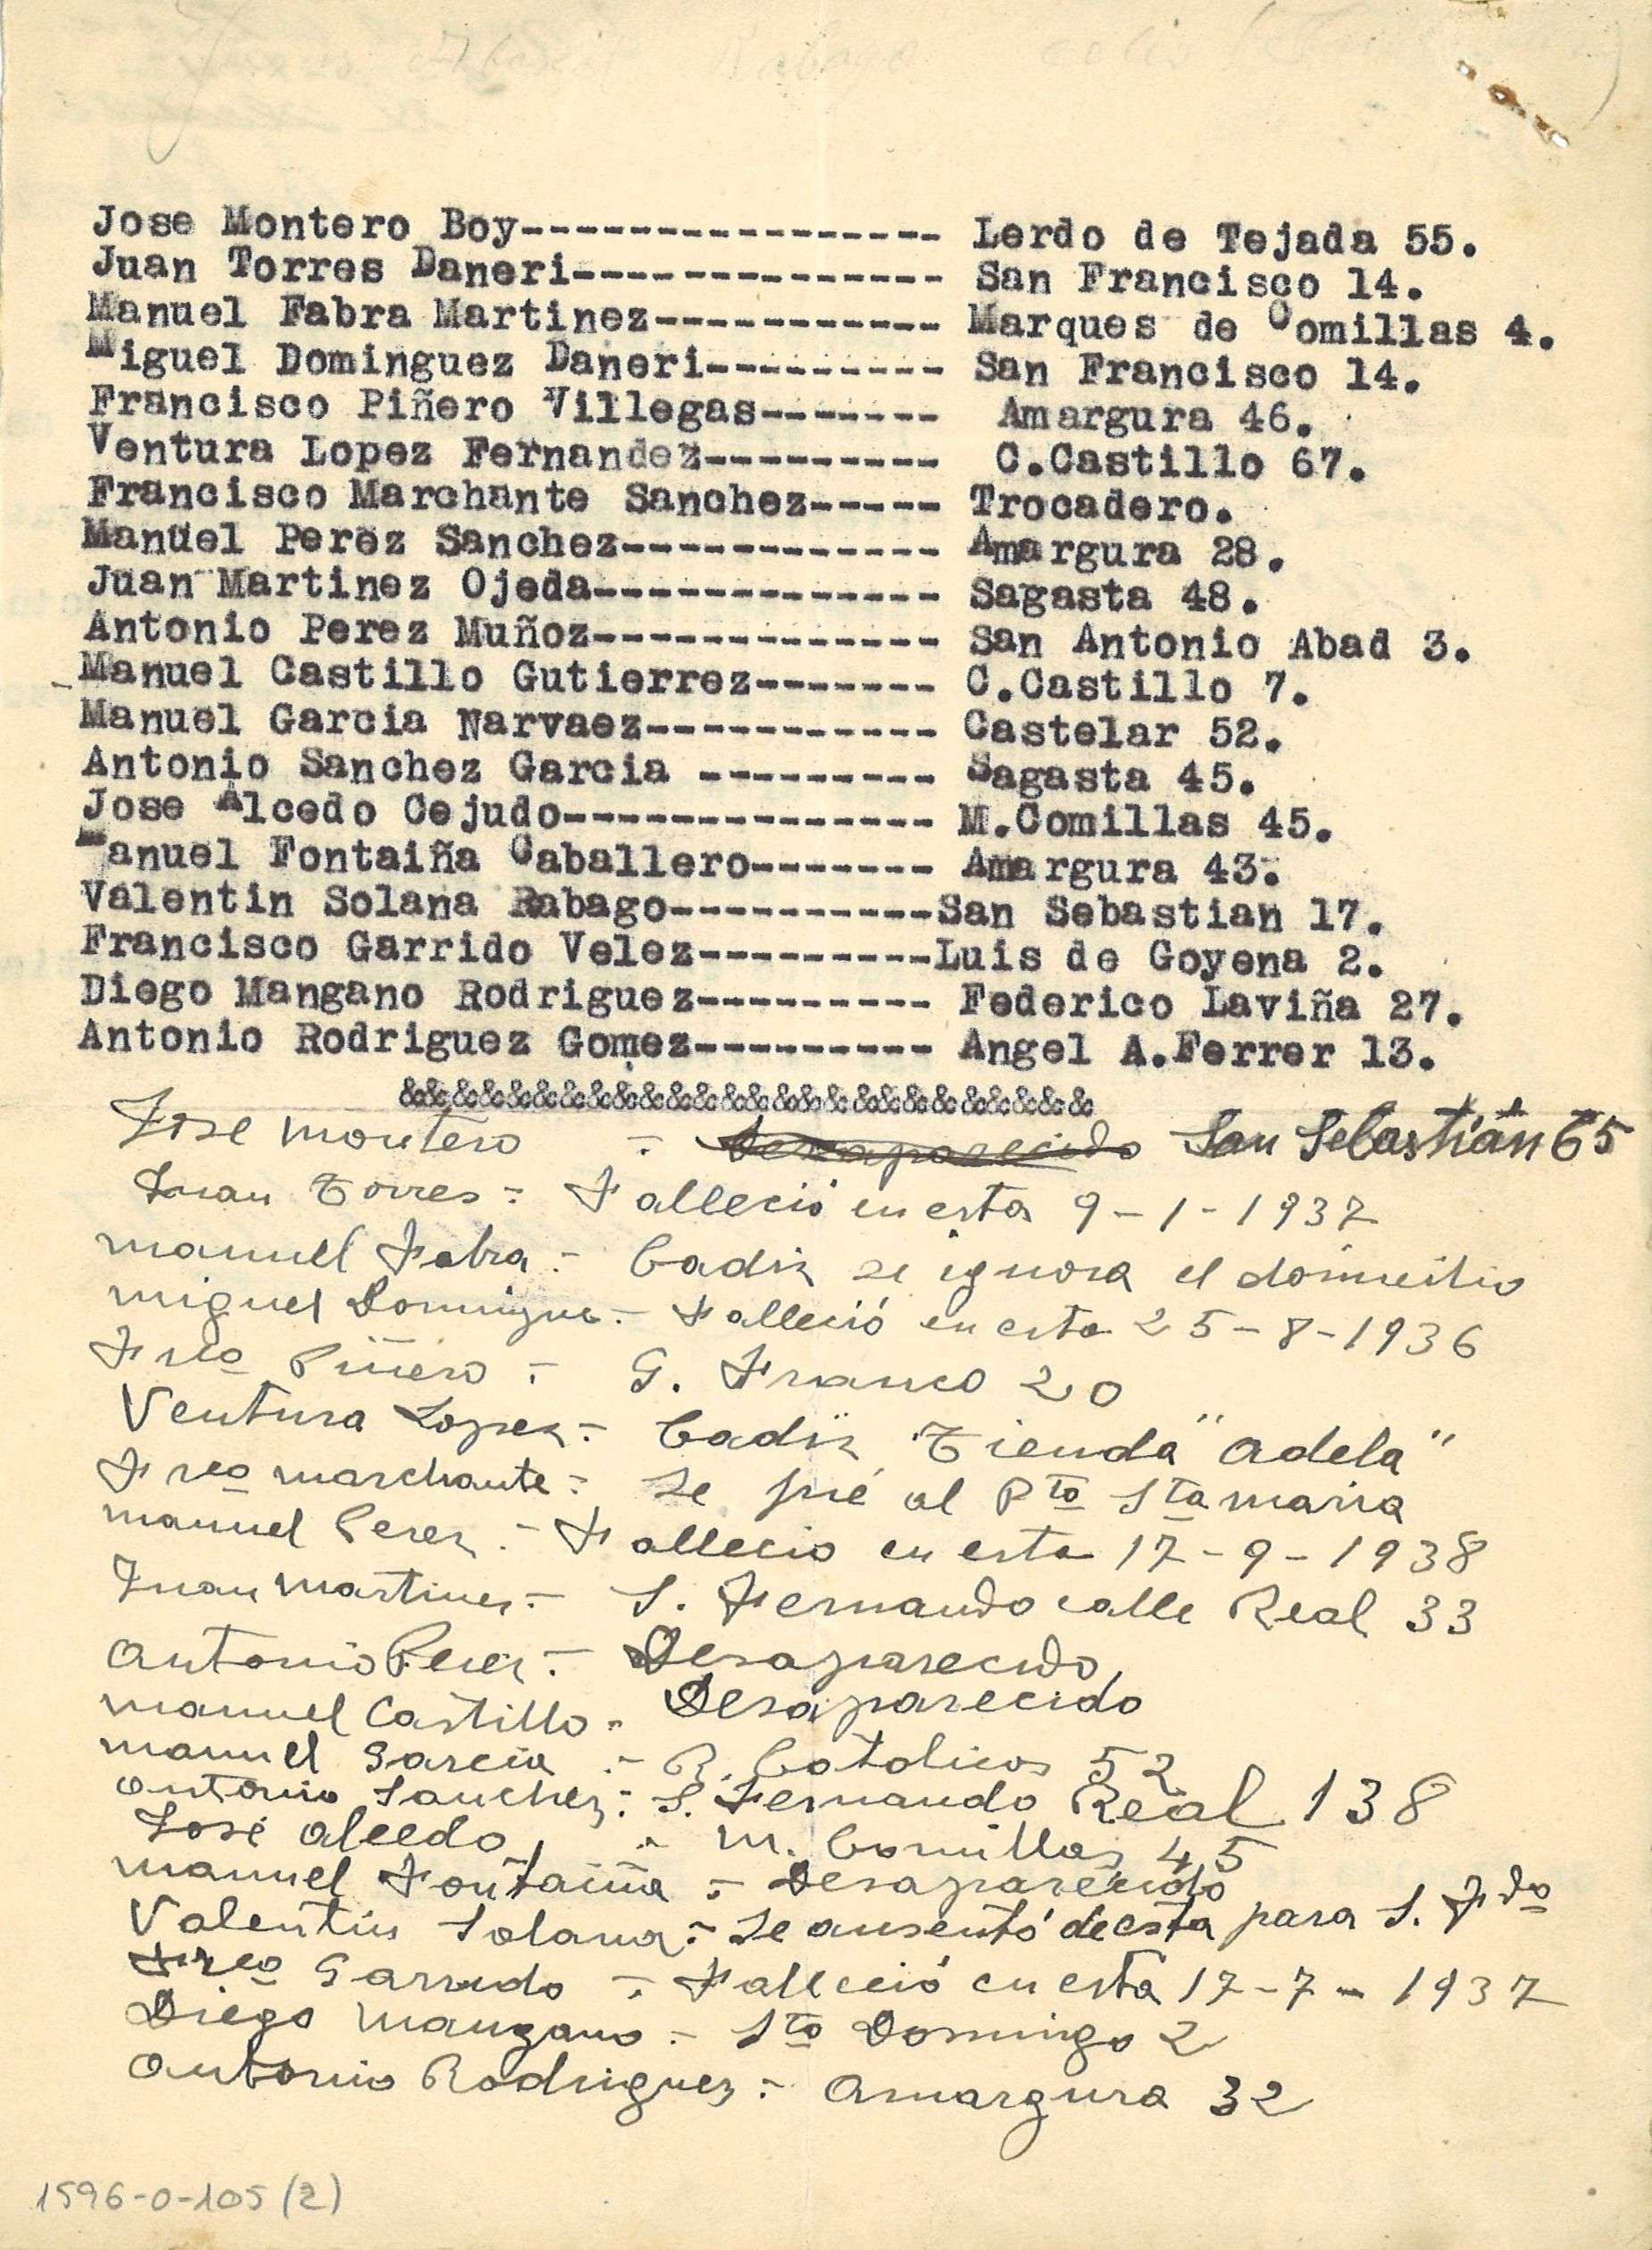 Jose Montero Boy---------------- Lerdo de Tejada 55.
Juan Torres Daneri-------------- San Francisco 14.
Manuel Fabra Martinez----------- Marques de Comillas 4.
Miguel Dominguez Daneri--------- San Francisco 14.
Francisco Piñero Villegas------- Amargura 46.
Ventura Lopez Fernandez--------- C.Castillo 67.
Francisco Marchante Sanchez----- Trocadero.
Manuel Perez Sanchez------------ Amargura 28.
Juan Martinez Ojeda------------- Sagasta 48.
Antonio Perez Muñoz------------- San Antonio Abad 3.
Manuel Castillo Gutierrez------- C.Castillo 7.
Manuel Garcia Narvaez----------- Castelar 52.
Antonio Sanchez Garcia --------- Sagasta 45.
Jose Alcedo Cejudo-------------- M.Comillas 45.
Manuel Fontaiña Caballero------- Amargura 43.
Valentin Solana Rabago----------San Sebastian 17.
Francisco Garrido Velez---------Luis de Goyena 2.
Diego Mangano Rodriguez--------- Federico Laviña 27.
Antonio Rodriguez Gomez--------- Angel A.Ferrer 13.
&&&&&&&&&&&&&&&&&&&&&&&&&&
Jose Montero - Desaparecido San Sebastián 65
Juan Torres - Falleció en esta 9-1-1937
Manuel Fabra - Cadiz se ignora el domicilio
Miguel Dominguez - Falleció en esta 25-8-1936
Frco Piñero - G. Franco 20
Ventura Lopez - Cadiz Tienda "Adela"
Frco Marchante - Se fué al Pto Sta Maria
Manuel Perez - Fallecio en esta 17-9-1938
Juan Martinez - S. Fernando calle Real 33
Antonio Perez - Desaparecido
Manuel Castillo - Desaparecido
Manuel Garcia - R. Catolicos 52
Antonio Sanchez - S. Fernando Real 138
José Alcedo - M. Comillas 45
Manuel Fontaiña - Desaparecido
Valentin Solana - Se ausentó de esta para S. Fdo
Frco Garrido - Falleció en esta 17-7-1937
Diego Mangano - Sto Domingo 2
Antonio Rodriguez - Amargura 32
1596-0-105 (2)